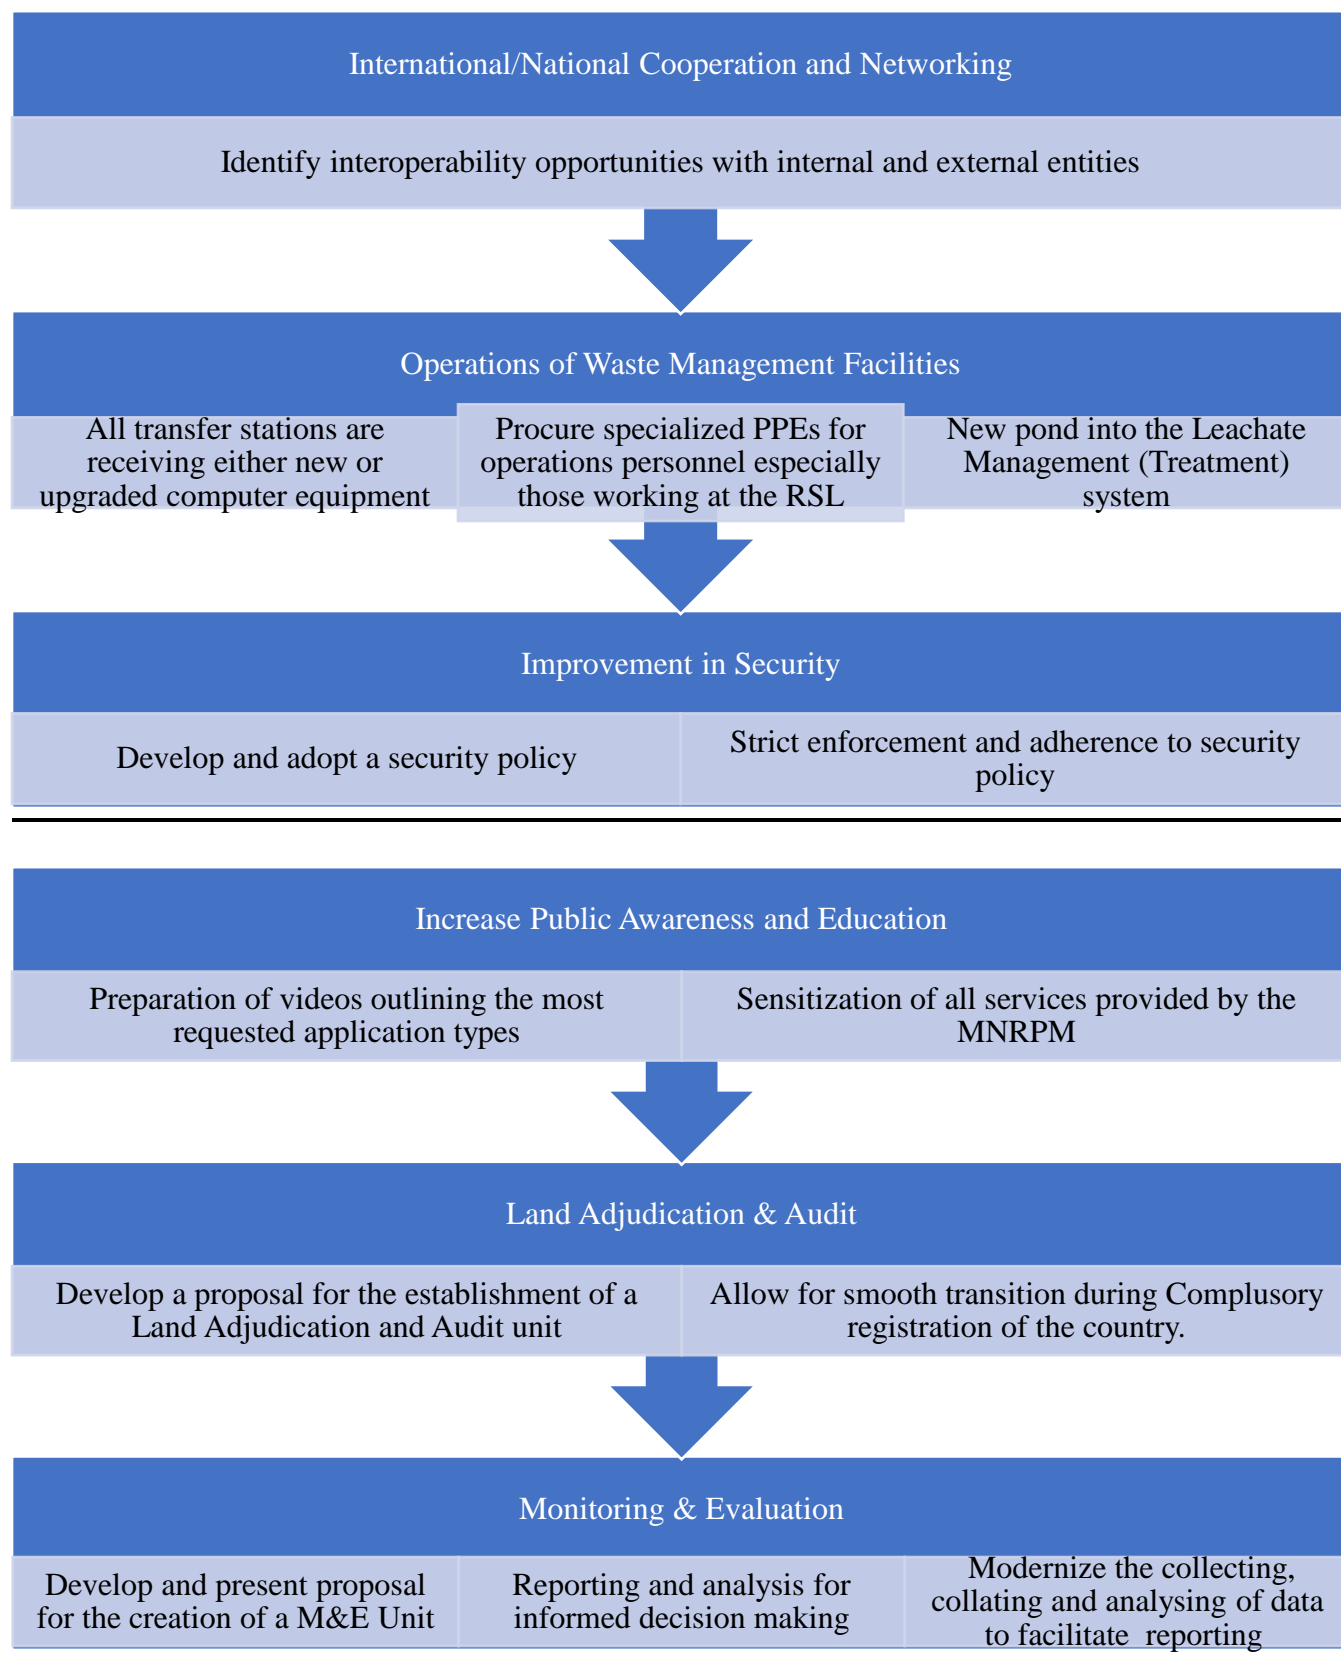 International/National Cooperation and Networking
Identify interoperability opportunities with internal and external entities
Operations of Waste Management Facilities
All transfer stations are
receiving either new or
upgraded computer equipment
Procure specialized PPEs for
operations personnel especially
those working at the RSL
New pond into the Leachate
Management (Treatment)
system
Improvement in Security
Develop and adopt a security policy
Strict enforcement and adherence to security
policy
Increase Public Awareness and Education
Preparation of videos outlining the most
requested application types
Sensitization of all services provided by the
MNRPM
Land Adjudication & Audit
Develop a proposal for the establishment of a
Land Adjudication and Audit unit
Allow for smooth transition during Complusory
registration of the country.
Monitoring & Evaluation
Develop and present proposal
for the creation of a M&E Unit
Reporting and analysis for
informed decision making
Modernize the collecting,
collating and analysing of data
to facilitate  reporting